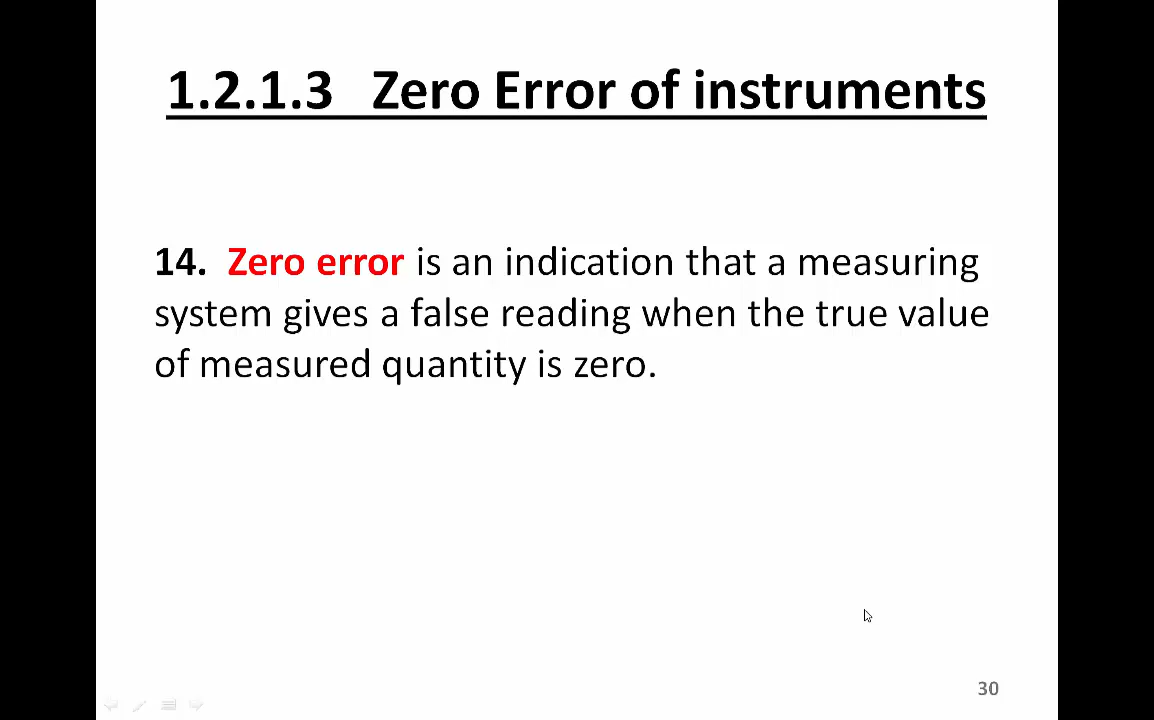 1.2.1.3 Zero Error of instruments
14. Zero error is an indication that a measuring
system gives a false reading when the true value
of measured quantity is zero.
30